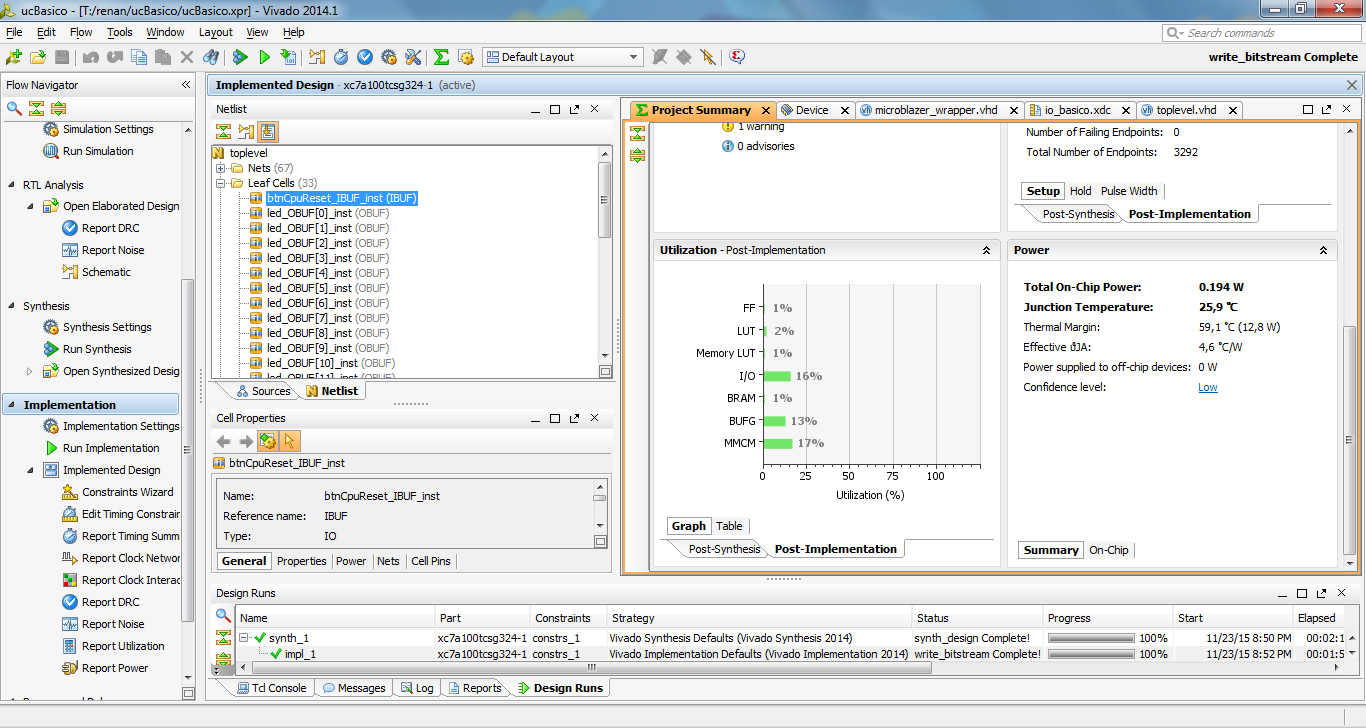 ucBasico - [T:/renan/ucBasico/ucBasico.xpr] - Vivado 2014.1
File Edit Flow Tools Window Layout View Help
Search commands
Default Layout
write_bitstream Complete
Flow Navigator
Simulation Settings
Run Simulation
RTL Analysis
Open Elaborated Design
Report DRC
Report Noise
Schematic
Synthesis
Synthesis Settings
Run Synthesis
Open Synthesized Desig
Implementation
Implementation Settings
Run Implementation
Implemented Design
Constraints Wizard
Edit Timing Constrain
Report Timing Summ
Report Clock Networ
Report Clock Interac
Report DRC
Report Noise
Report Utilization
Report Power
Implemented Design - xc7a100tcsg324-1 (active)
Netlist
toplevel
Nets (67)
Leaf Cells (33)
btnCpuReset_IBUF_inst (IBUF)
led_OBUF[0]_inst (OBUF)
led_OBUF[1]_inst (OBUF)
led_OBUF[2]_inst (OBUF)
led_OBUF[3]_inst (OBUF)
led_OBUF[4]_inst (OBUF)
led_OBUF[5]_inst (OBUF)
led_OBUF[6]_inst (OBUF)
led_OBUF[7]_inst (OBUF)
led_OBUF[8]_inst (OBUF)
led_OBUF[9]_inst (OBUF)
led_OBUF[10]_inst (OBUF)
led_OBUF[11]_inst (OBUF)
Sources Netlist
Cell Properties
btnCpuReset_IBUF_inst
Name: btnCpuReset_IBUF_inst
Reference name: IBUF
Type: IO
General Properties Power Nets Cell Pins
Project Summary Device microblazer_wrapper.vhd io_basico.xdc toplevel.vhd
1 warning
0 advisories
Number of Failing Endpoints: 0
Total Number of Endpoints: 3292
Setup Hold Pulse Width
Post-Synthesis Post-Implementation
Utilization - Post-Implementation
FF 1%
LUT 2%
Memory LUT 1%
I/O 16%
BRAM 1%
BUFG 13%
MMCM 17%
0 25 50 75 100
Utilization (%)
Graph Table
Post-Synthesis Post-Implementation
Power
Total On-Chip Power: 0.194 W
Junction Temperature: 25,9 °C
Thermal Margin: 59,1 °C (12,8 W)
Effective ϑJA: 4,6 °C/W
Power supplied to off-chip devices: 0 W
Confidence level: Low
Summary On-Chip
Design Runs
Name Part Constraints Strategy Status Progress Start Elapsed
synth_1 xc7a100tcsg324-1 constrs_1 Vivado Synthesis Defaults (Vivado Synthesis 2014) synth_design Complete! 100% 11/23/15 8:50 PM 00:02:1
impl_1 xc7a100tcsg324-1 constrs_1 Vivado Implementation Defaults (Vivado Implementation 2014) write_bitstream Complete! 100% 11/23/15 8:52 PM 00:01:5
Tcl Console Messages Log Reports Design Runs